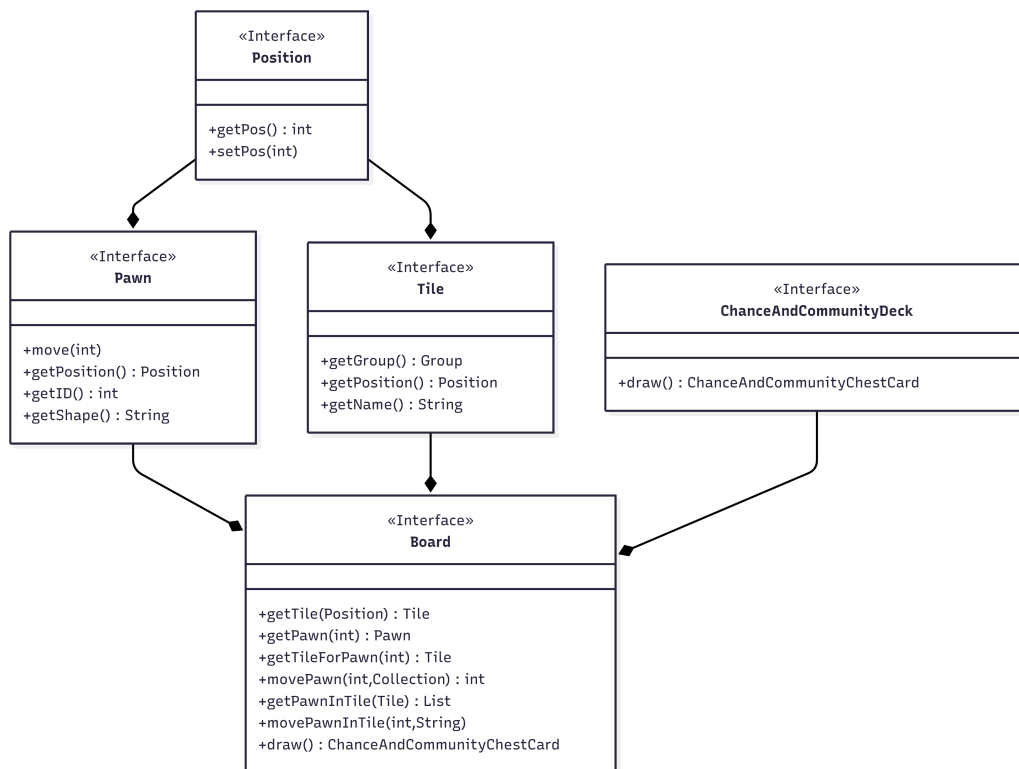 «Interface»
Position
+getPos() : int
+setPos(int)
«Interface»
Pawn
+move(int)
+getPosition() : Position
+getID() : int
+getShape() : String
«Interface»
Tile
+getGroup() : Group
+getPosition() : Position
+getName() : String
«Interface»
ChanceAndCommunityDeck
+draw() : ChanceAndCommunityChestCard
«Interface»
Board
+getTile(Position) : Tile
+getPawn(int) : Pawn
+getTileForPawn(int) : Tile
+movePawn(int,Collection) : int
+getPawnInTile(Tile) : List
+movePawnInTile(int,String)
+draw() : ChanceAndCommunityChestCard